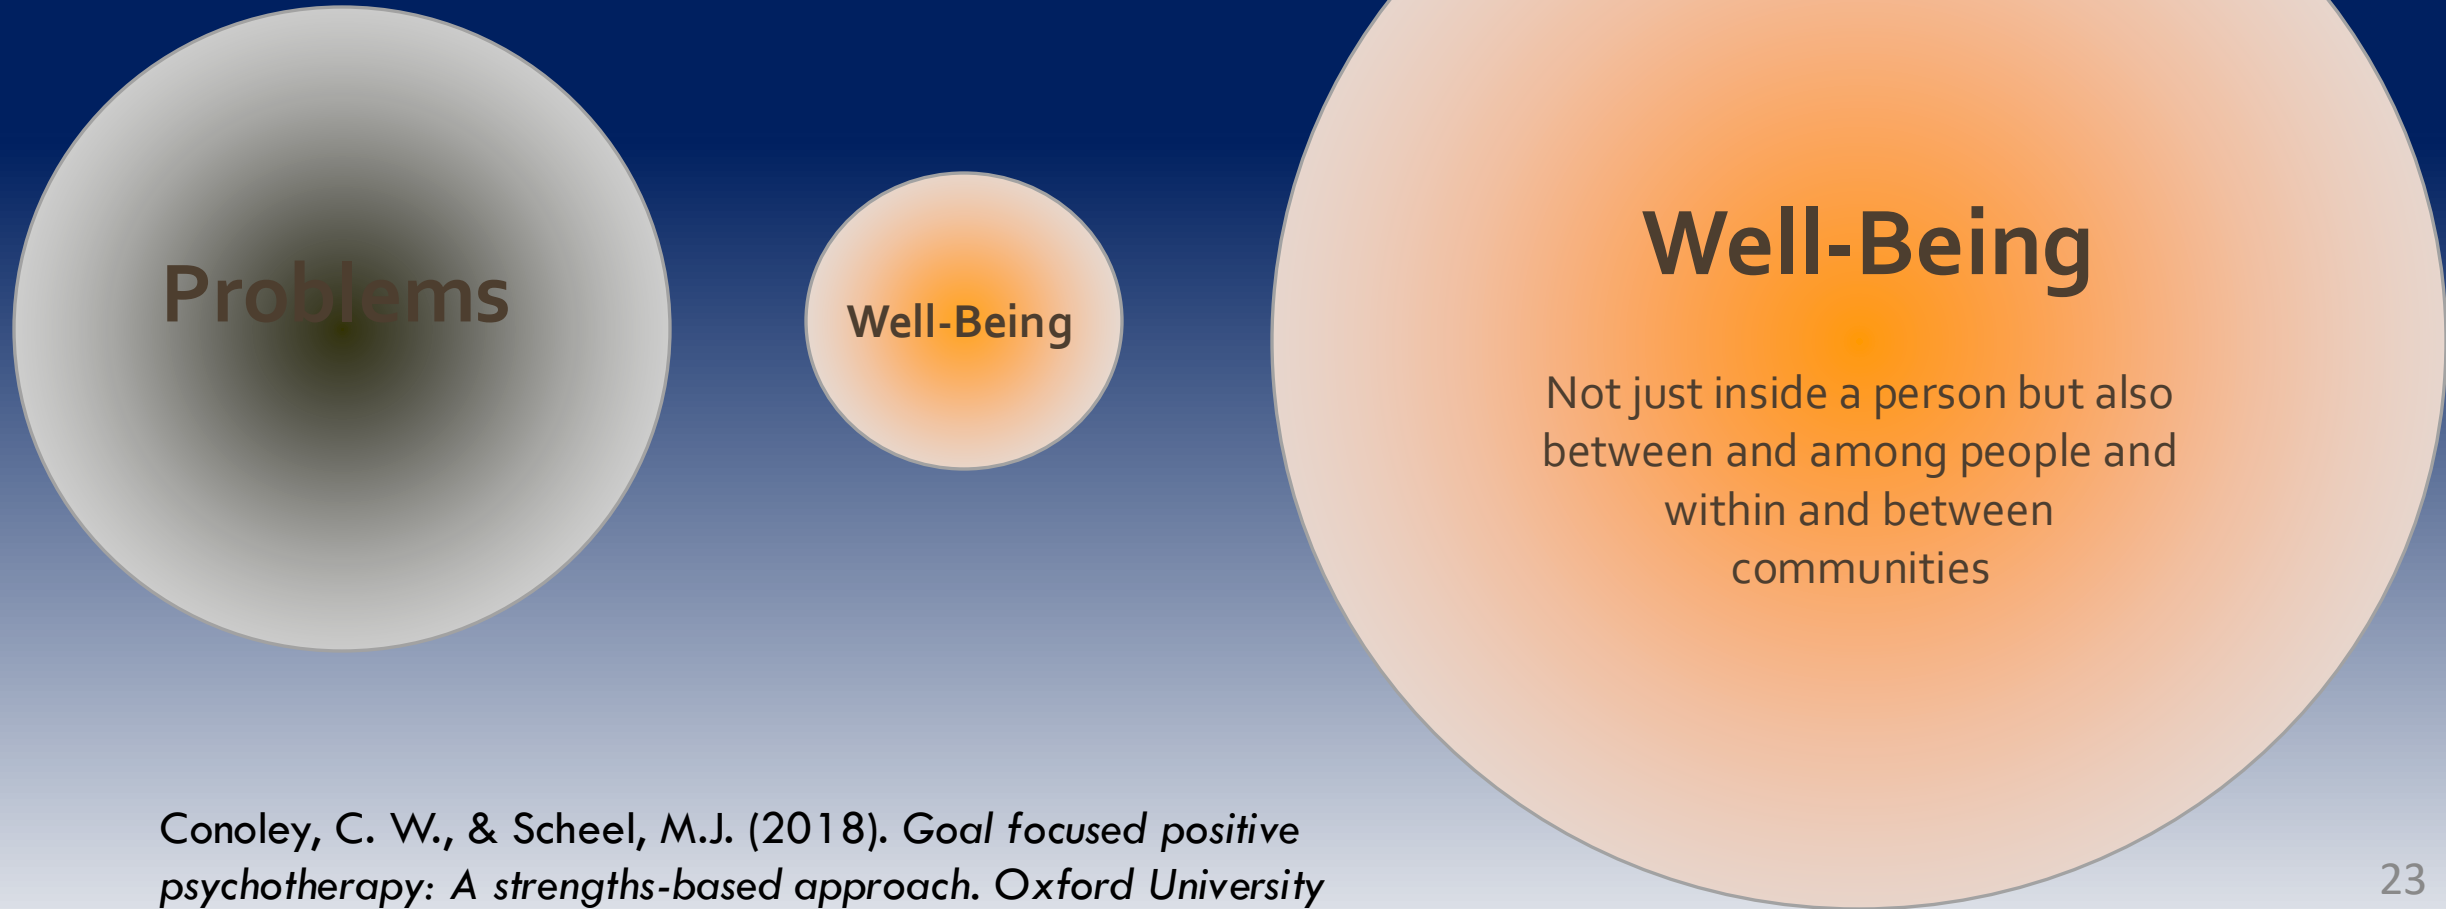 Problems
Well-Being
Well-Being
Not just inside a person but also
between and among people and
within and between
communities
Conoley, C. W., & Scheel, M.J. (2018). Goal focused positive
psychotherapy: A strengths-based approach. Oxford University
23